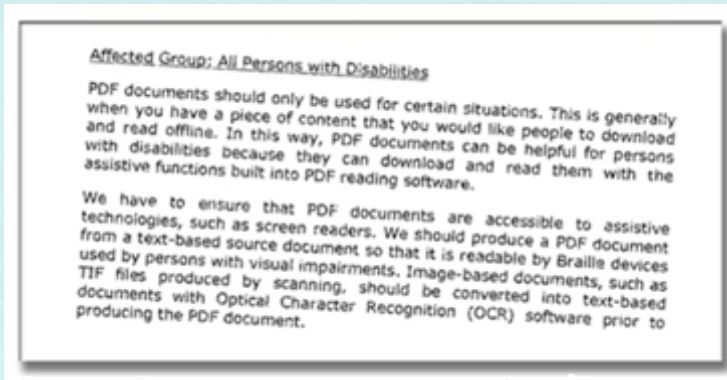 Affected Group: All Persons with Disabilities
PDF documents should only be used for certain situations. This is generally
when you have a piece of content that you would like people to download
and read offline. In this way, PDF documents can be helpful for persons
with disabilities because they can download and read them with the
assistive functions built into PDF reading software.
We have to ensure that PDF documents are accessible to assistive
technologies, such as screen readers. We should produce a PDF document
from a text-based source document so that it is readable by Braille devices
used by persons with visual impairments. Image-based documents, such as
TIF files produced by scanning, should be converted into text-based
documents with Optical Character Recognition (OCR) software prior to
producing the PDF document.